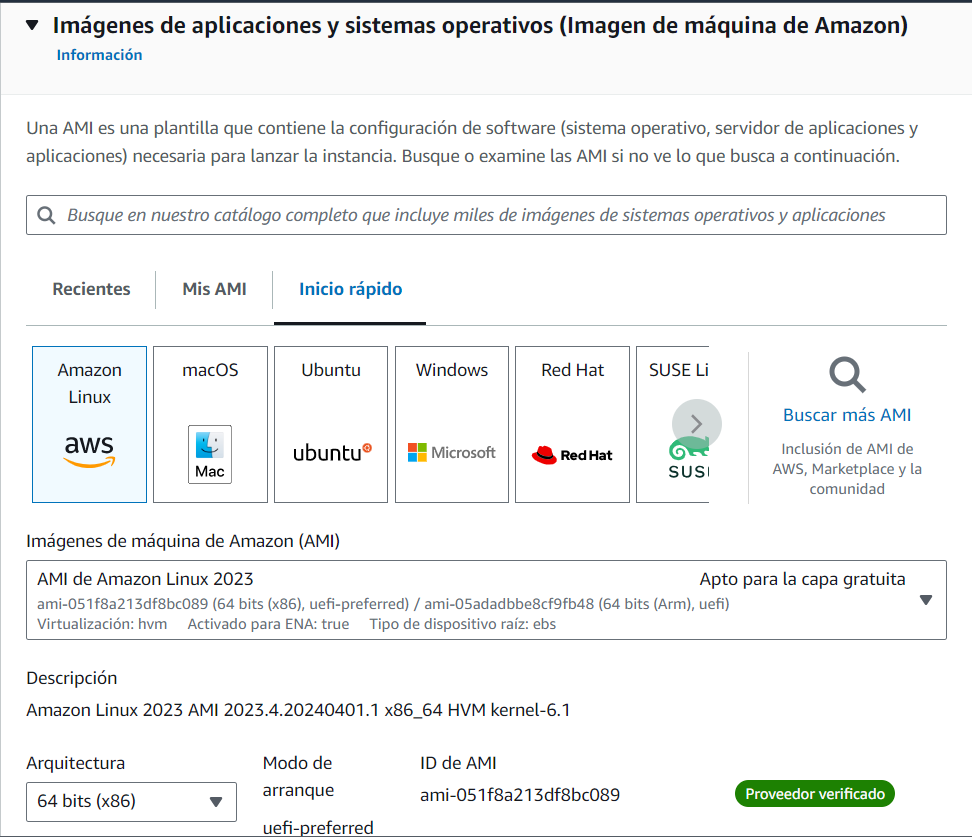 Imágenes de aplicaciones y sistemas operativos (Imagen de máquina de Amazon)
Información
Una AMI es una plantilla que contiene la configuración de software (sistema operativo, servidor de aplicaciones y
aplicaciones) necesaria para lanzar la instancia. Busque o examine las AMI si no ve lo que busca a continuación.
Busque en nuestro catálogo completo que incluye miles de imágenes de sistemas operativos y aplicaciones
Recientes
Mis AMI
Inicio rápido
Amazon
Linux
aws
macOS
Mac
Ubuntu
ubuntu
Windows
Microsoft
Red Hat
Red Hat
SUSE Li
SUS
Buscar más AMI
Inclusión de AMI de
AWS, Marketplace y la
comunidad
Imágenes de máquina de Amazon (AMI)
AMI de Amazon Linux 2023
Apto para la capa gratuita
ami-051f8a213df8bc089 (64 bits (x86), uefi-preferred) / ami-05adadbbe8cf9fb48 (64 bits (Arm), uefi)
Virtualización: hvm Activado para ENA: true Tipo de dispositivo raíz: ebs
Descripción
Amazon Linux 2023 AMI 2023.4.20240401.1 x86_64 HVM kernel-6.1
Arquitectura
64 bits (x86)
Modo de
arranque
uefi-preferred
ID de AMI
ami-051f8a213df8bc089
Proveedor verificado